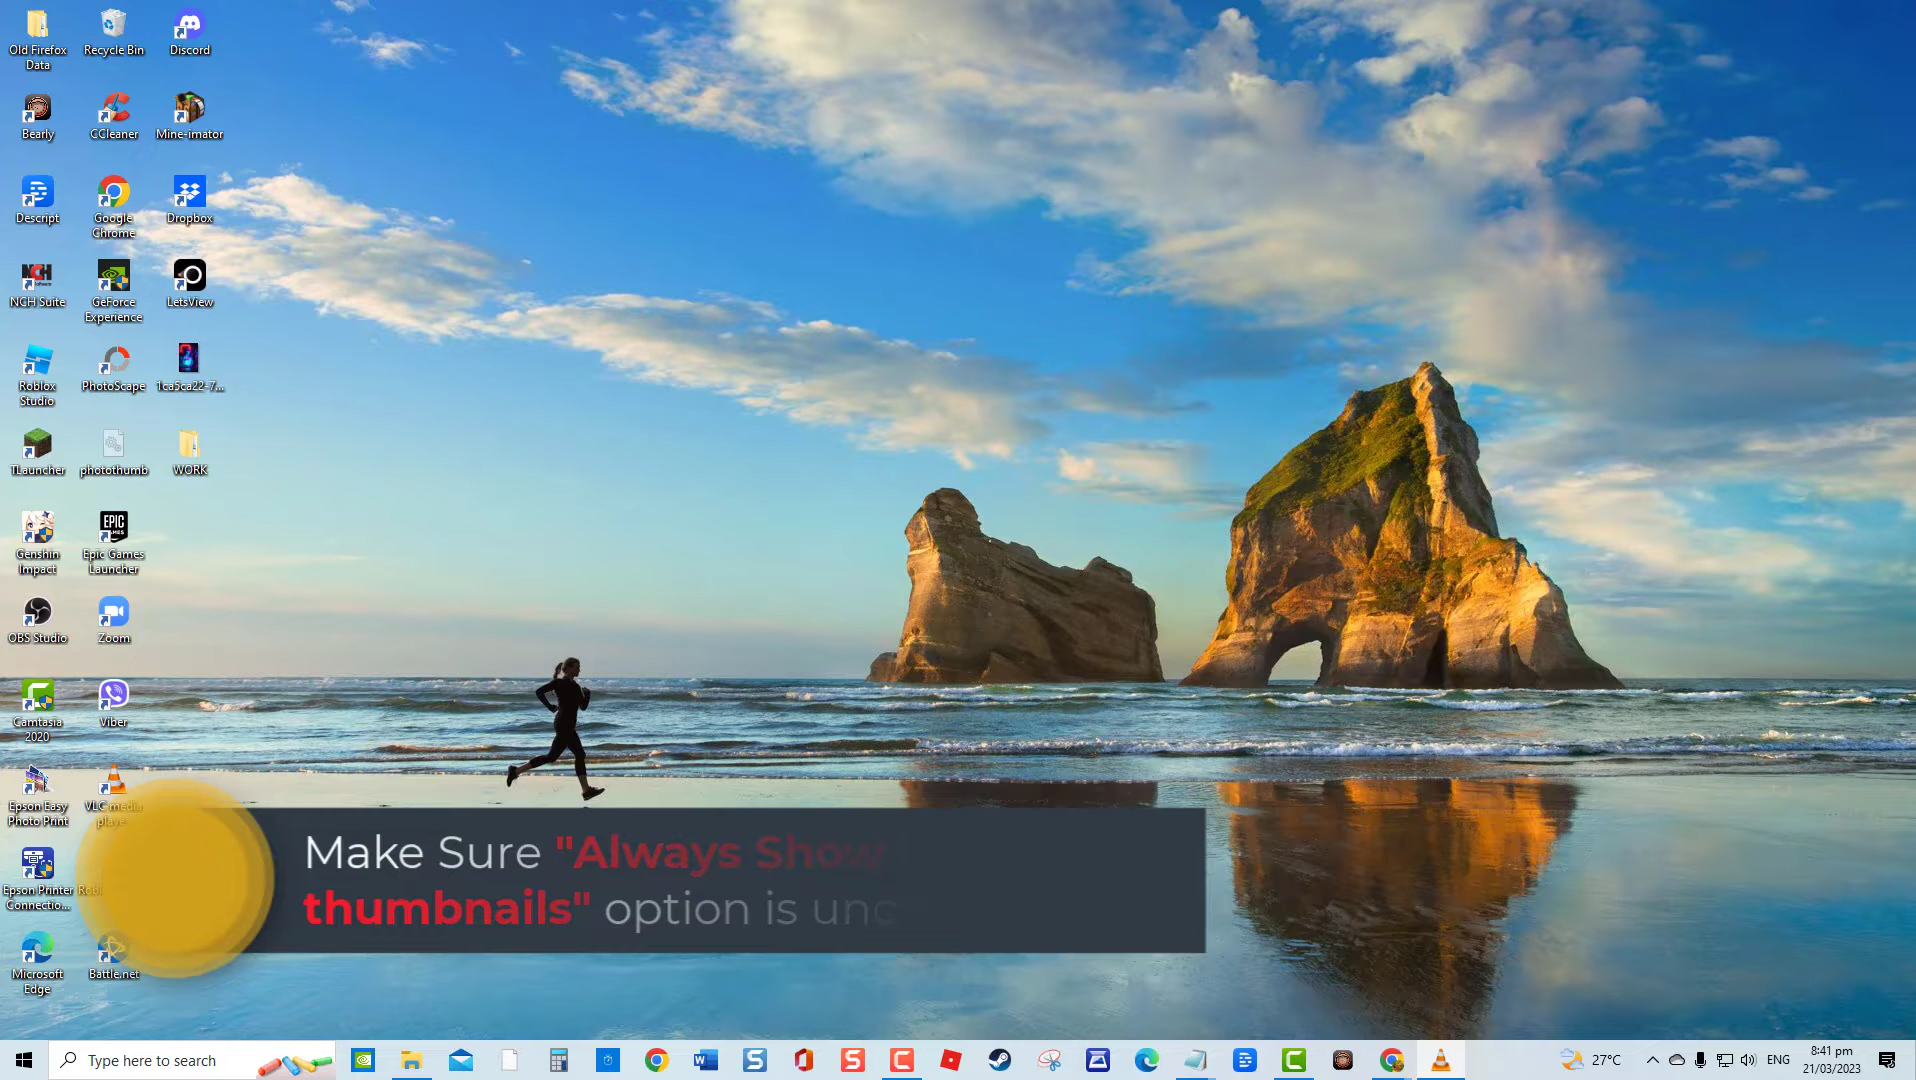 Old Firefox
Data
Recycle Bin
Discord
Bearly
CCleaner
Mine-imator
Descript
Google
Chrome
Dropbox
NCH Suite
GeForce
Experience
LetsView
Roblox
Studio
PhotoScape
1ca5ca22-7...
TLauncher
photothumb
WORK
Genshin
Impact
Epic Games
Launcher
OBS Studio
Zoom
Camtasia
2020
Viber
Epson Easy
Photo Print
VLC media
playe
Epson Printer
Connectio...
Microsoft
Edge
Battle.net
Make Sure "Always Show
thumbnails" option is unc
Type here to search
27°C
ENG
8:41 pm
21/03/2023